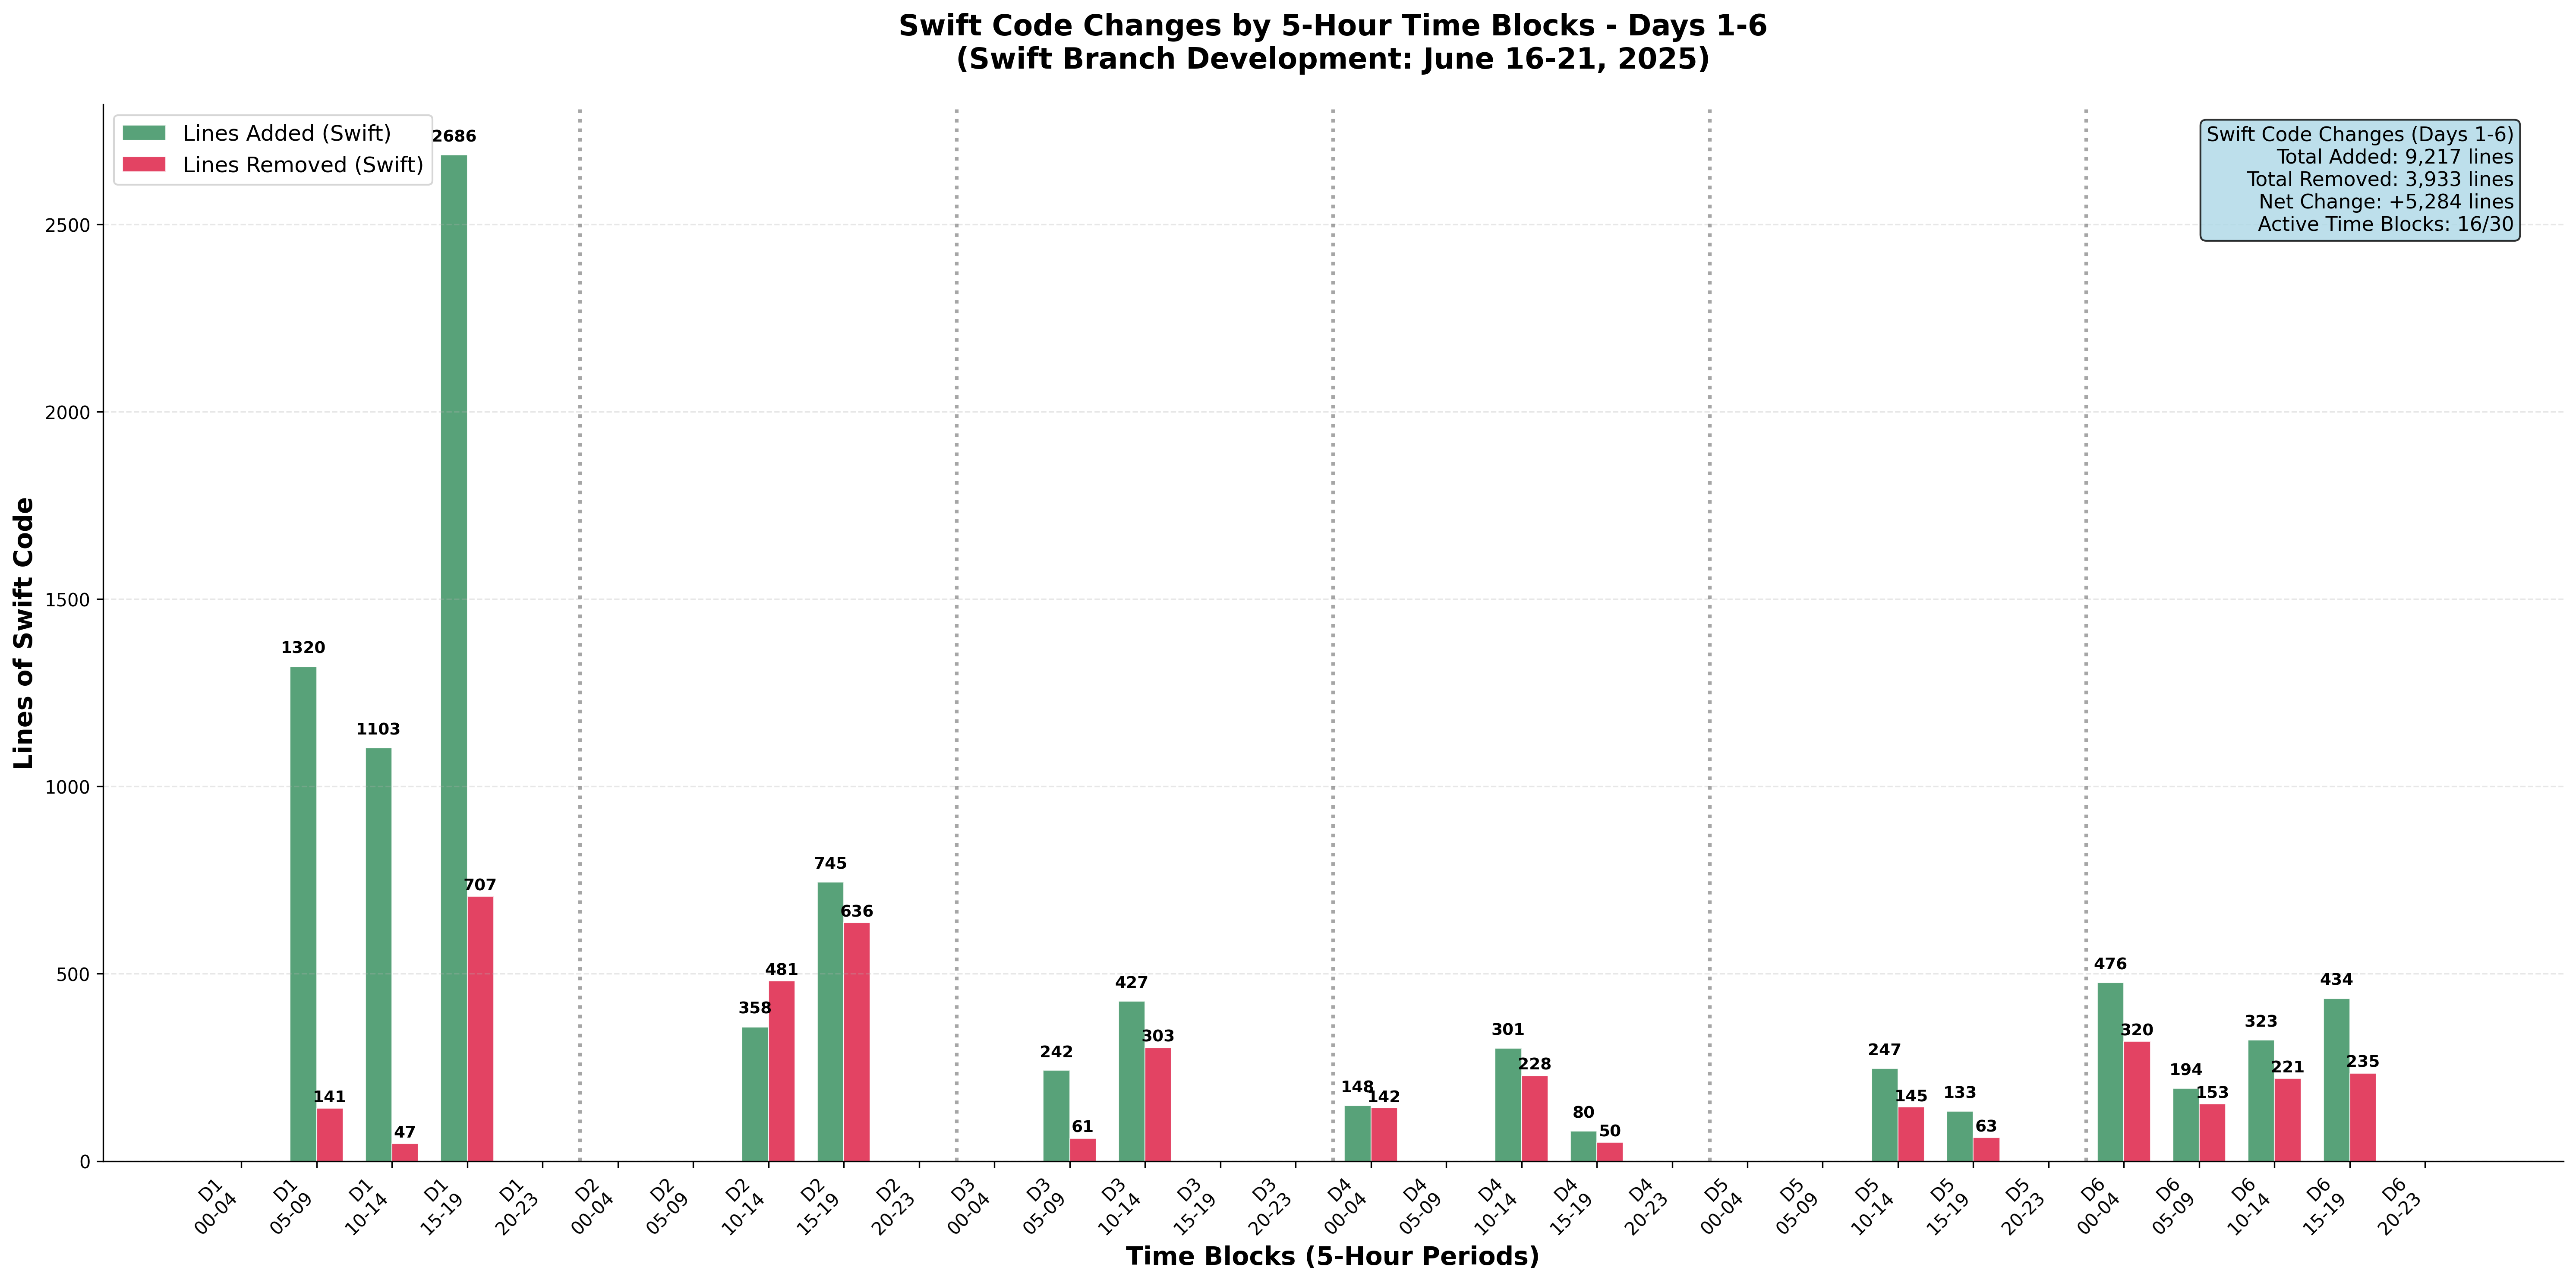 Swift Code Changes by 5-Hour Time Blocks - Days 1-6
(Swift Branch Development: June 16-21, 2025)
Lines Added (Swift)
Lines Removed (Swift)
Swift Code Changes (Days 1-6)
Total Added: 9,217 lines
Total Removed: 3,933 lines
Net Change: +5,284 lines
Active Time Blocks: 16/30
Lines of Swift Code
2500
2000
1500
1000
500
0
1320
141
1103
47
2686
707
358
481
745
636
242
61
427
303
148
142
301
228
80
50
247
145
133
63
476
320
194
153
323
221
434
235
D1
00-04
D1
05-09
D1
10-14
D1
15-19
D1
20-23
D2
00-04
D2
05-09
D2
10-14
D2
15-19
D2
20-23
D3
00-04
D3
05-09
D3
10-14
D3
15-19
D3
20-23
D4
00-04
D4
05-09
D4
10-14
D4
15-19
D4
20-23
D5
00-04
D5
05-09
D5
10-14
D5
15-19
D5
20-23
D6
00-04
D6
05-09
D6
10-14
D6
15-19
D6
20-23
Time Blocks (5-Hour Periods)